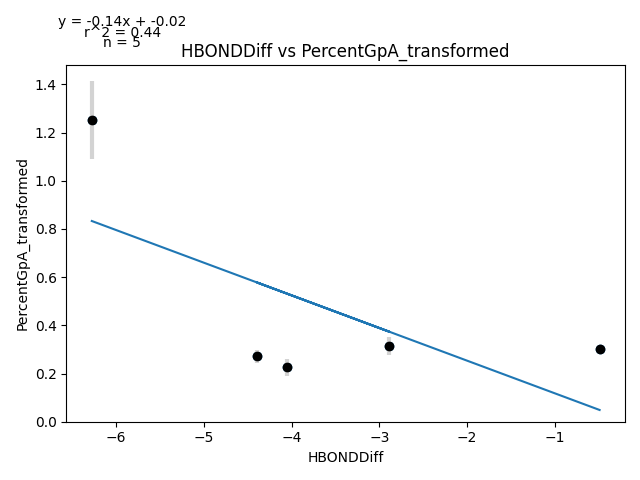 y = -0.14x + -0.02
r^2 = 0.44
n = 5
HBONDDiff vs PercentGpA_transformed
PercentGpA_transformed
1.4
1.2
1.0
0.8
0.6
0.4
0.2
0.0
−6
−5
−4
−3
−2
−1
HBONDDiff